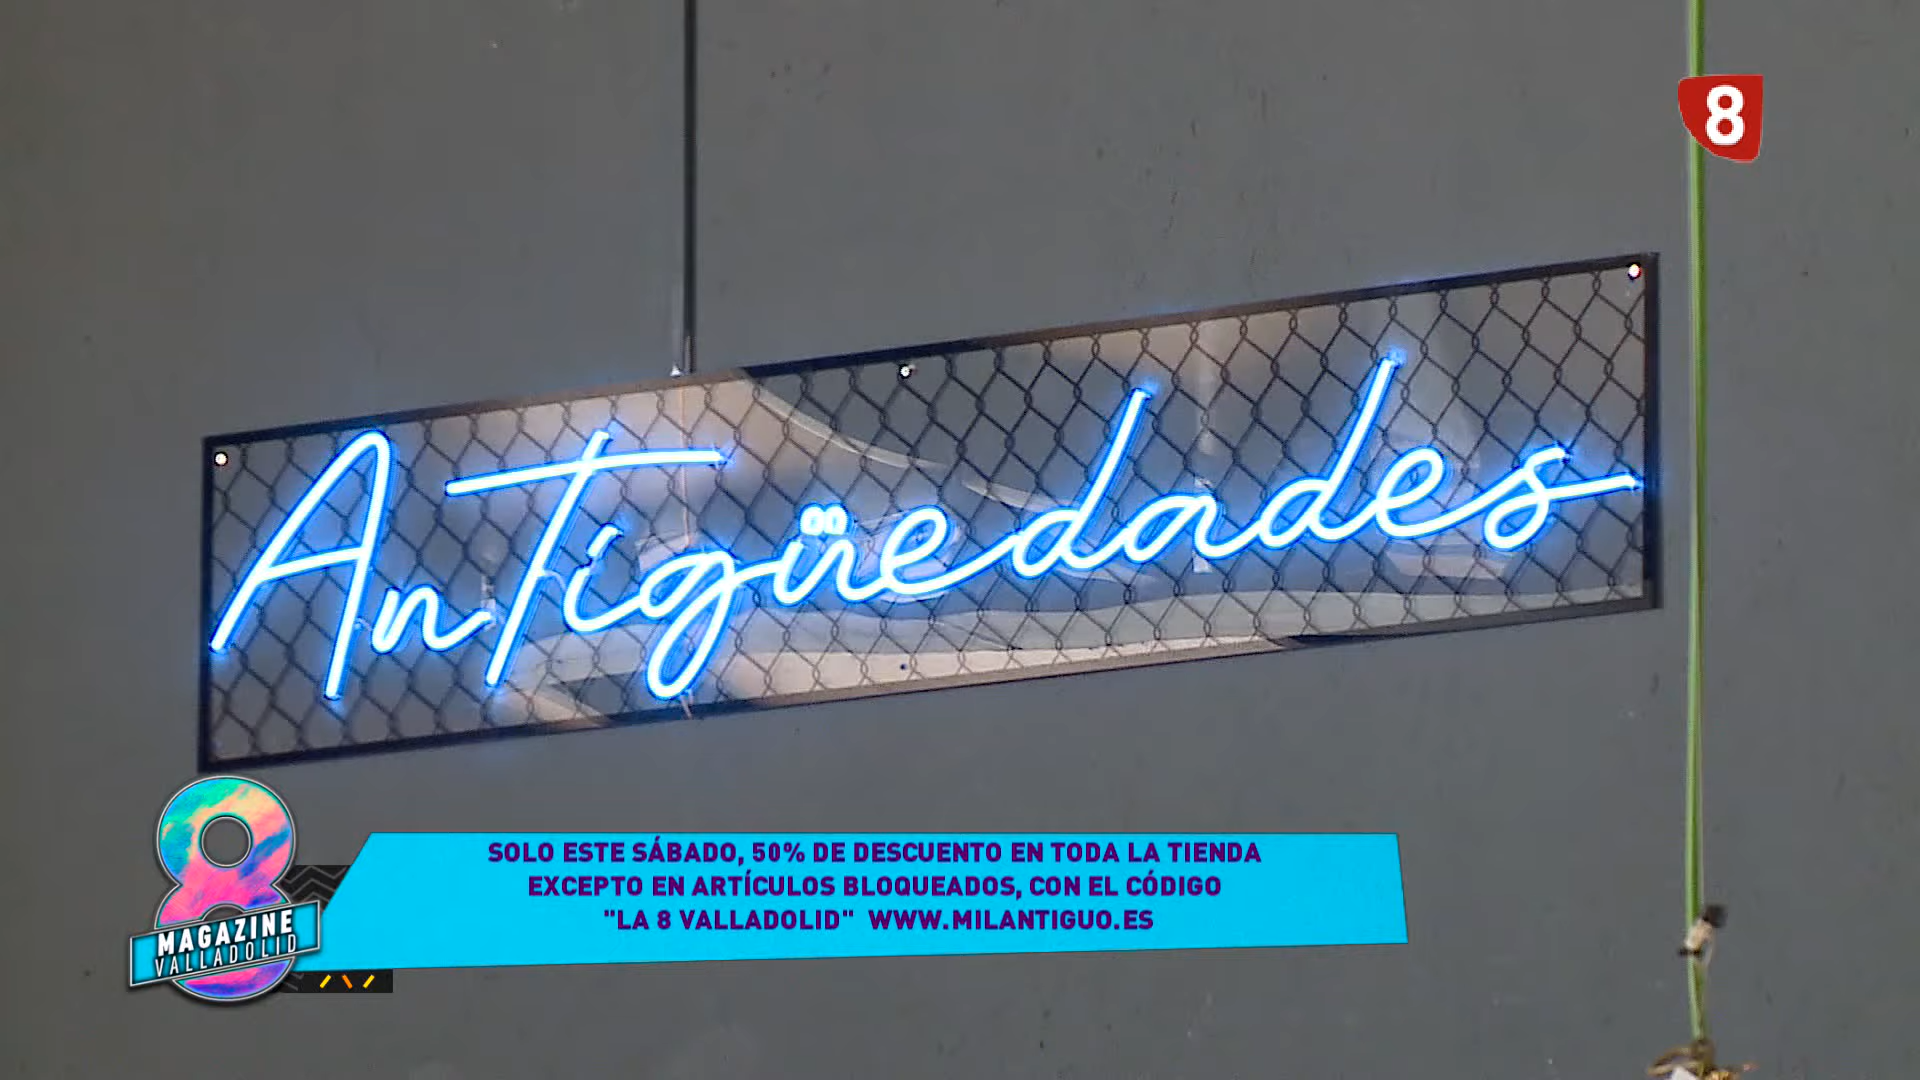 8
AnTigüedades
SOLO ESTE SÁBADO, 50% DE DESCUENTO EN TODA LA TIENDA
EXCEPTO EN ARTÍCULOS BLOQUEADOS, CON EL CÓDIGO
"LA 8 VALLADOLID" WWW.MILANTIGUO.ES
8
MAGAZINE
VALLADOLID